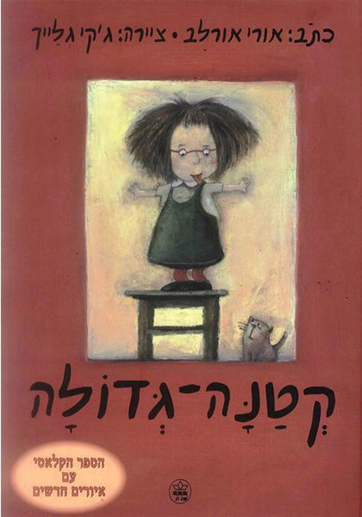 כתב: אורי אורלב • ציירה: ג'קי גלייך
קְטַנָּה־גְּדוֹלָה
הספר הקלאסי
עם
איורים חדשים